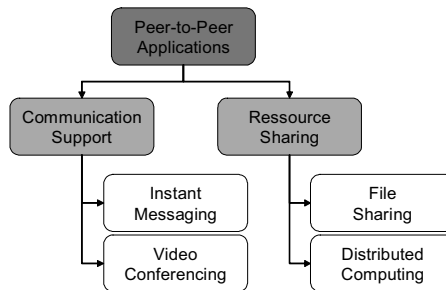 Peer-to-Peer
Applications
Communication
Support
Ressource
Sharing
Instant
Messaging
File
Sharing
Video
Conferencing
Distributed
Computing